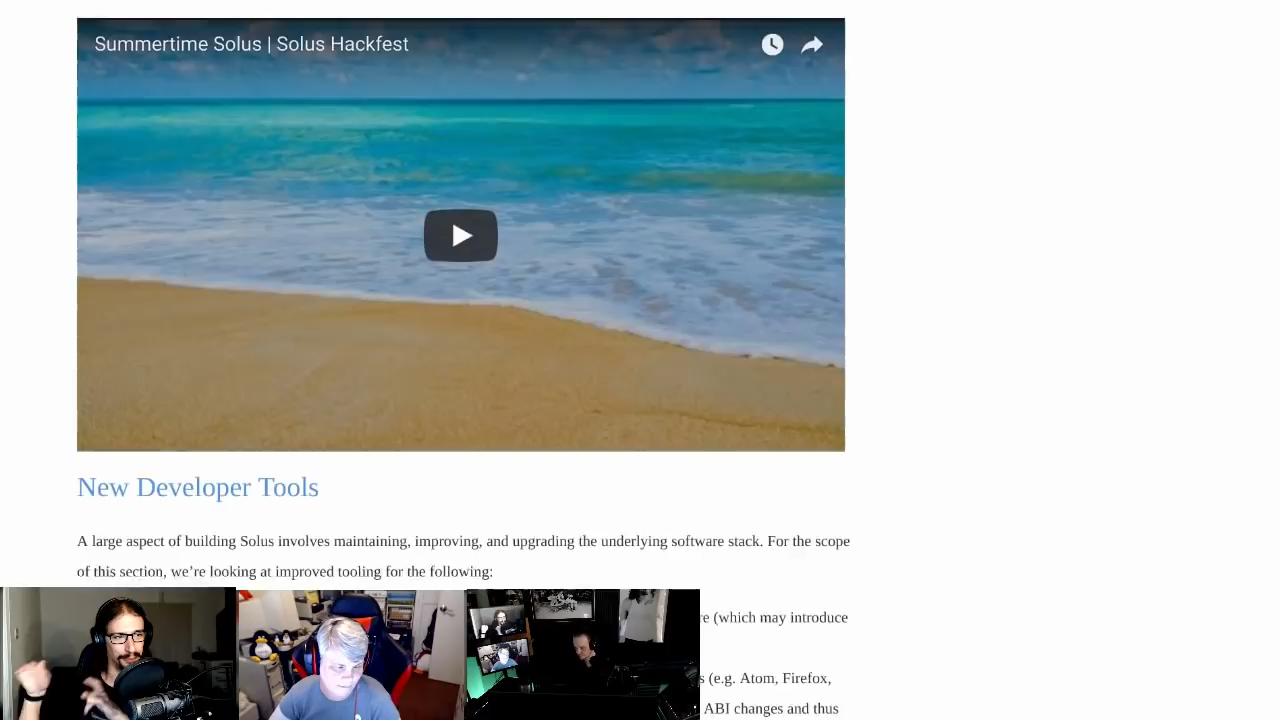 Summertime Solus | Solus Hackfest
New Developer Tools
A large aspect of building Solus involves maintaining, improving, and upgrading the underlying software stack. For the scope
of this section, we’re looking at improved tooling for the following:
(which may introduce
(e.g. Atom, Firefox,
ABI changes and thus